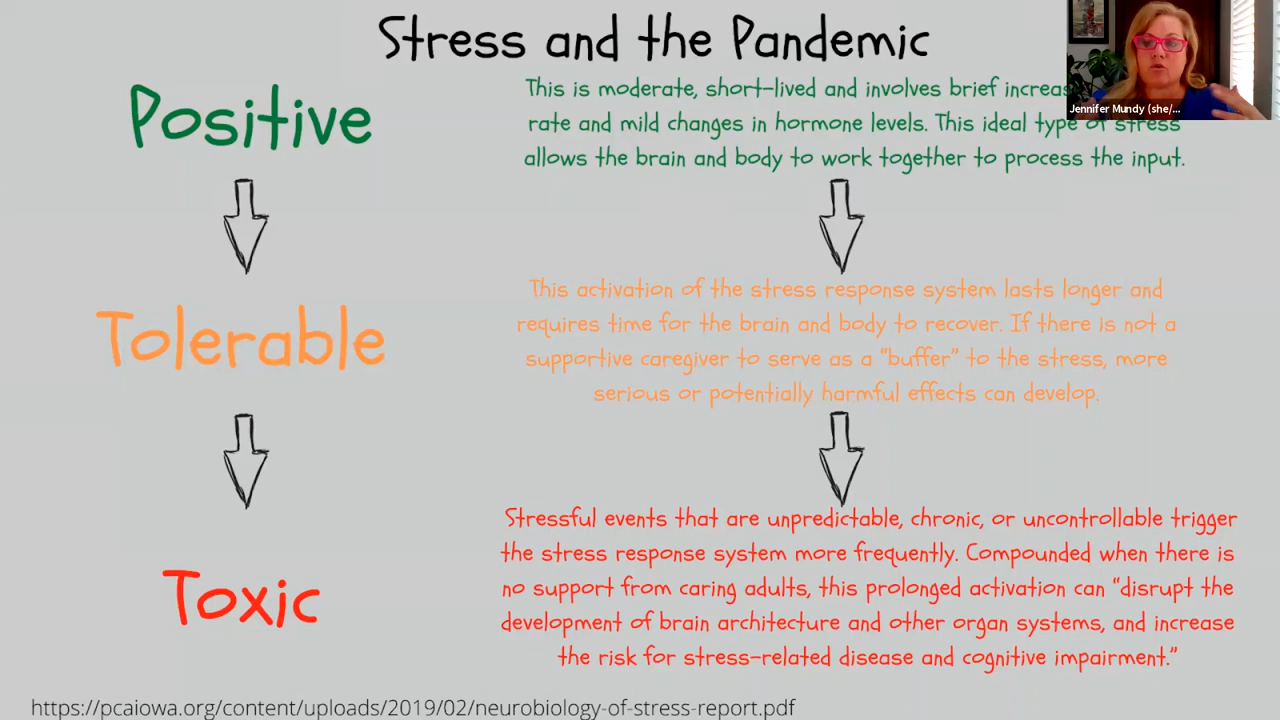 Stress and the Pandemic
Positive
This is moderate, short-lived and involves brief
rate and mild changes in hormone levels. This ideal type of stress
allows the brain and body to work together to process the input.
Jennifer Mundy (she/...
Tolerable
This activation of the stress response system lasts longer and
requires time for the brain and body to recover. If there is not a
supportive caregiver to serve as a "buffer" to the stress, more
serious or potentially harmful effects can develop.
Toxic
Stressful events that are unpredictable, chronic, or uncontrollable trigger
the stress response system more frequently. Compounded when there is
no support from caring adults, this prolonged activation can "disrupt the
development of brain architecture and other organ systems, and increase
the risk for stress-related disease and cognitive impairment."
https://pcaiowa.org/content/uploads/2019/02/neurobiology-of-stress-report.pdf